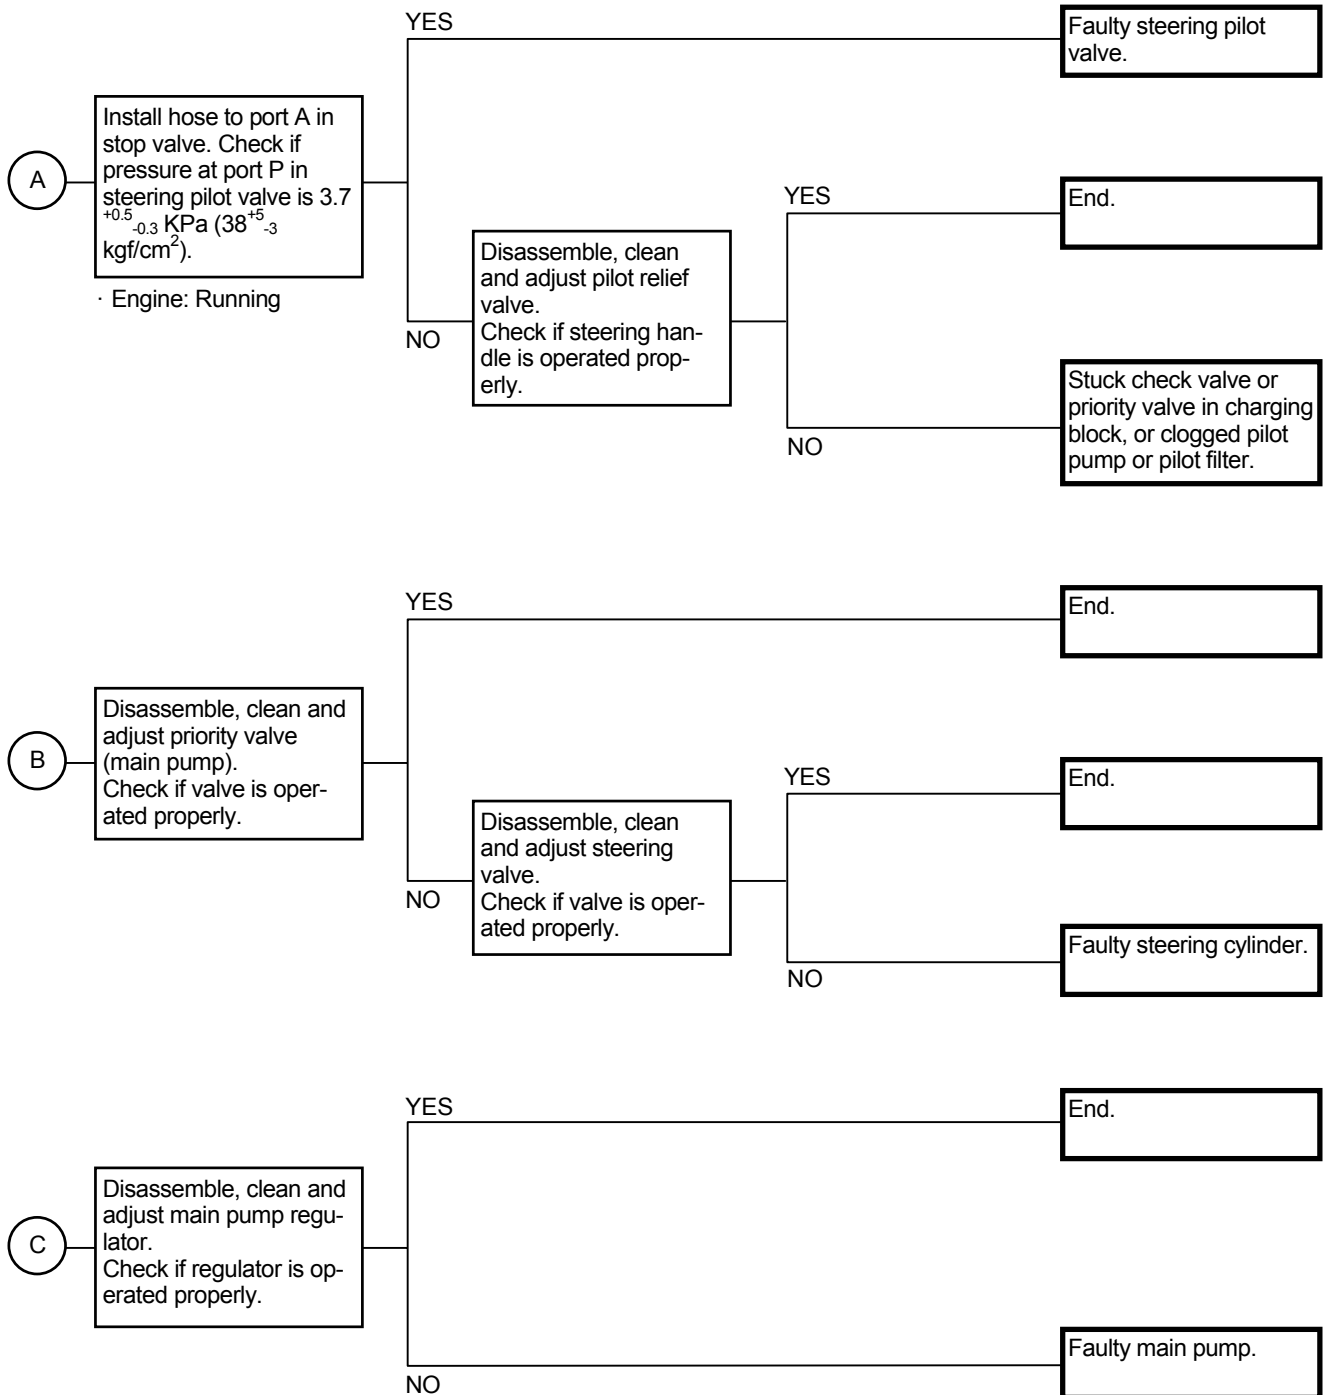 YES
Faulty steering pilot
valve.
A
Install hose to port A in
stop valve. Check if
pressure at port P in
steering pilot valve is 3.7
+0.5 -0.3 KPa (38+5 -3
kgf/cm2).
· Engine: Running
NO
Disassemble, clean
and adjust pilot relief
valve.
Check if steering han-
dle is operated prop-
erly.
YES
End.
NO
Stuck check valve or
priority valve in charging
block, or clogged pilot
pump or pilot filter.
B
Disassemble, clean and
adjust priority valve
(main pump).
Check if valve is oper-
ated properly.
YES
End.
NO
Disassemble, clean
and adjust steering
valve.
Check if valve is oper-
ated properly.
YES
End.
NO
Faulty steering cylinder.
C
Disassemble, clean and
adjust main pump regu-
lator.
Check if regulator is op-
erated properly.
YES
End.
NO
Faulty main pump.